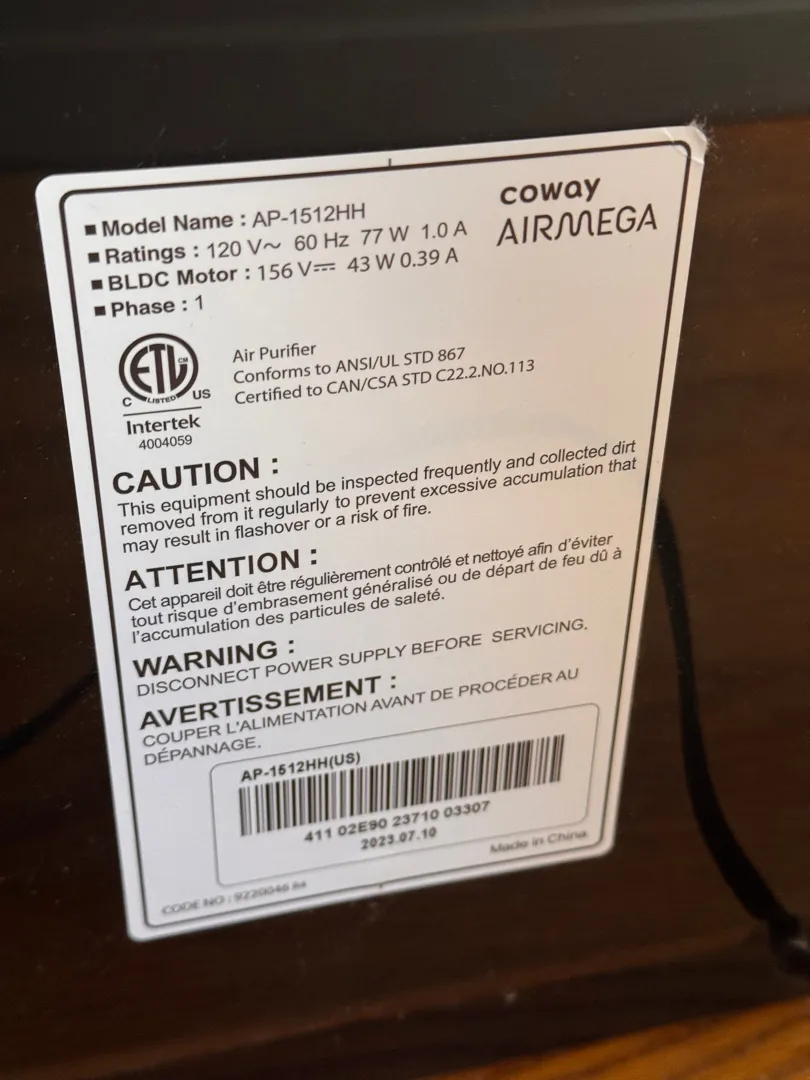 coway
AIRMEGA
■ Model Name : AP-1512HH
■ Ratings : 120 V~ 60 Hz 77 W 1.0 A
■ BLDC Motor : 156 V⎓ 43 W 0.39 A
■ Phase : 1
ETL CM
C LISTED US
Intertek
4004059
Air Purifier
Conforms to ANSI/UL STD 867
Certified to CAN/CSA STD C22.2.NO.113
CAUTION :
This equipment should be inspected frequently and collected dirt
removed from it regularly to prevent excessive accumulation that
may result in flashover or a risk of fire.
ATTENTION :
Cet appareil doit être régulièrement contrôlé et nettoyé afin d'éviter
tout risque d'embrasement généralisé ou de départ de feu dû à
l'accumulation des particules de saleté.
WARNING :
DISCONNECT POWER SUPPLY BEFORE SERVICING.
AVERTISSEMENT :
COUPER L'ALIMENTATION AVANT DE PROCÉDER AU
DÉPANNAGE.
AP-1512HH(US)
411 02E90 23710 03307
2023.07.10
Made in China
CODE NO :